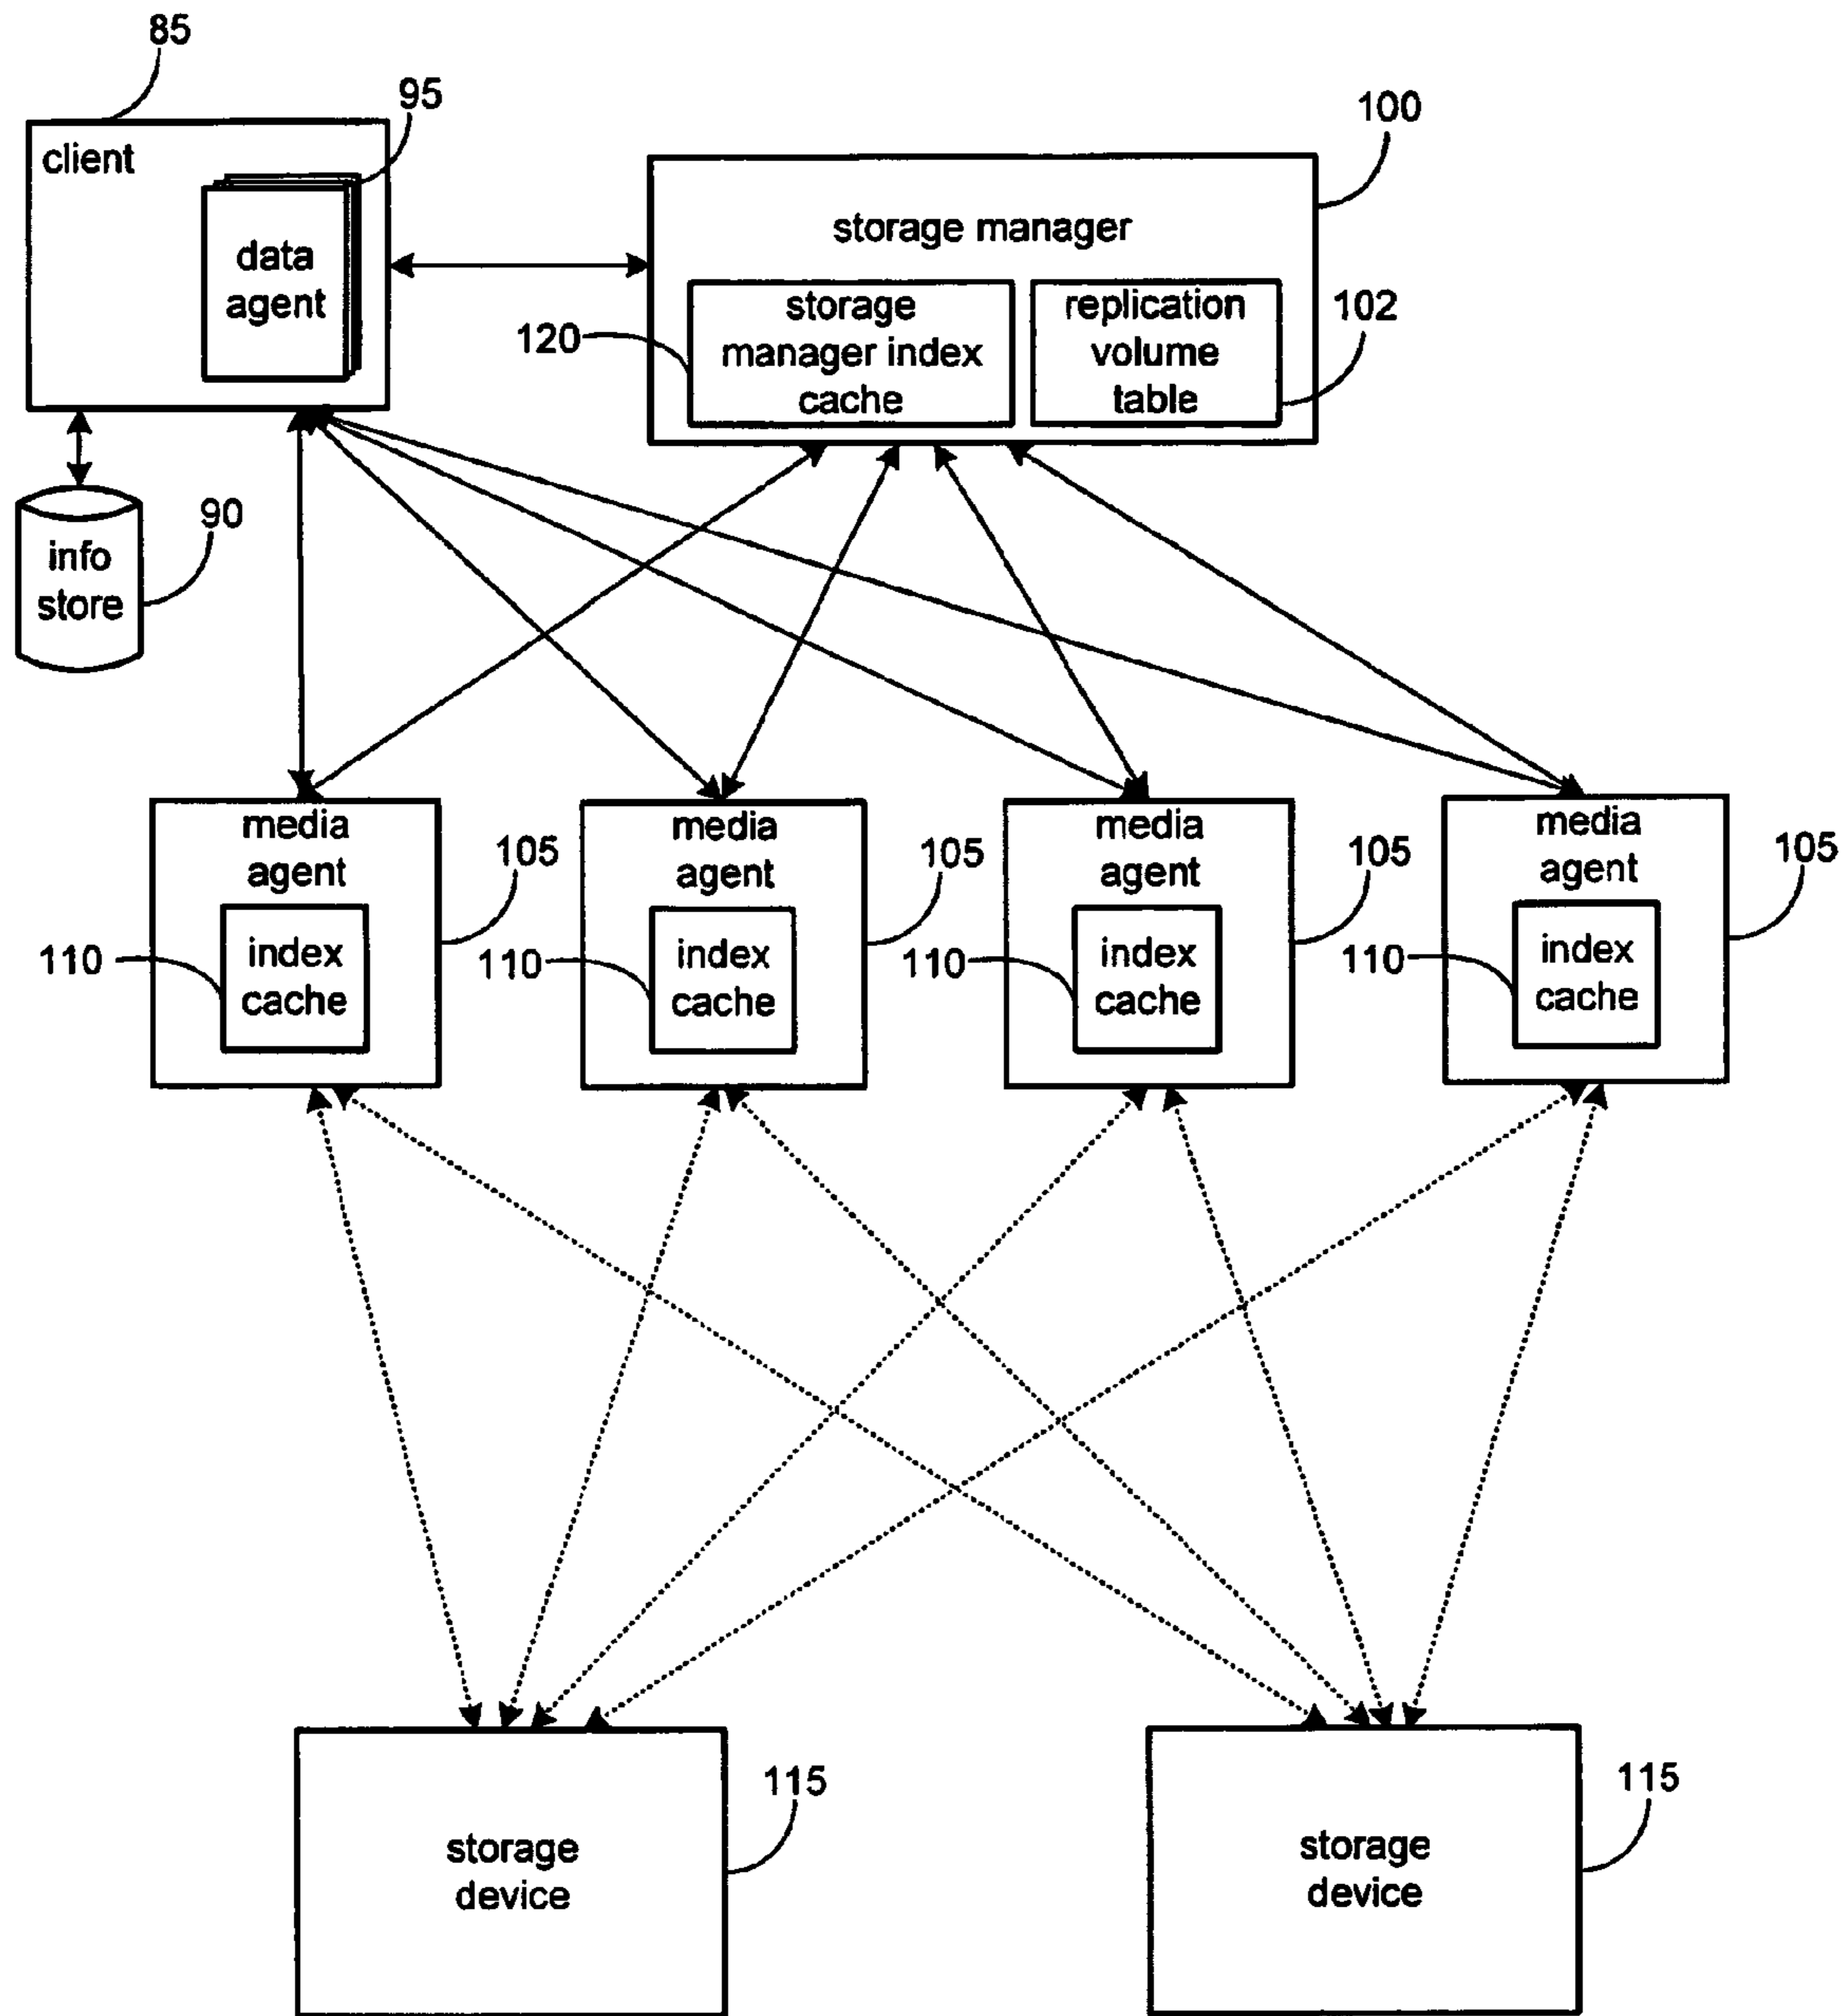 85
95
client
data
agent
100
storage manager
storage
manager index
cache
120
replication
volume
table
102
info
store
90
media
agent
index
cache
105
110
media
agent
index
cache
105
110
media
agent
index
cache
105
110
media
agent
index
cache
105
110
storage
device
115
storage
device
115